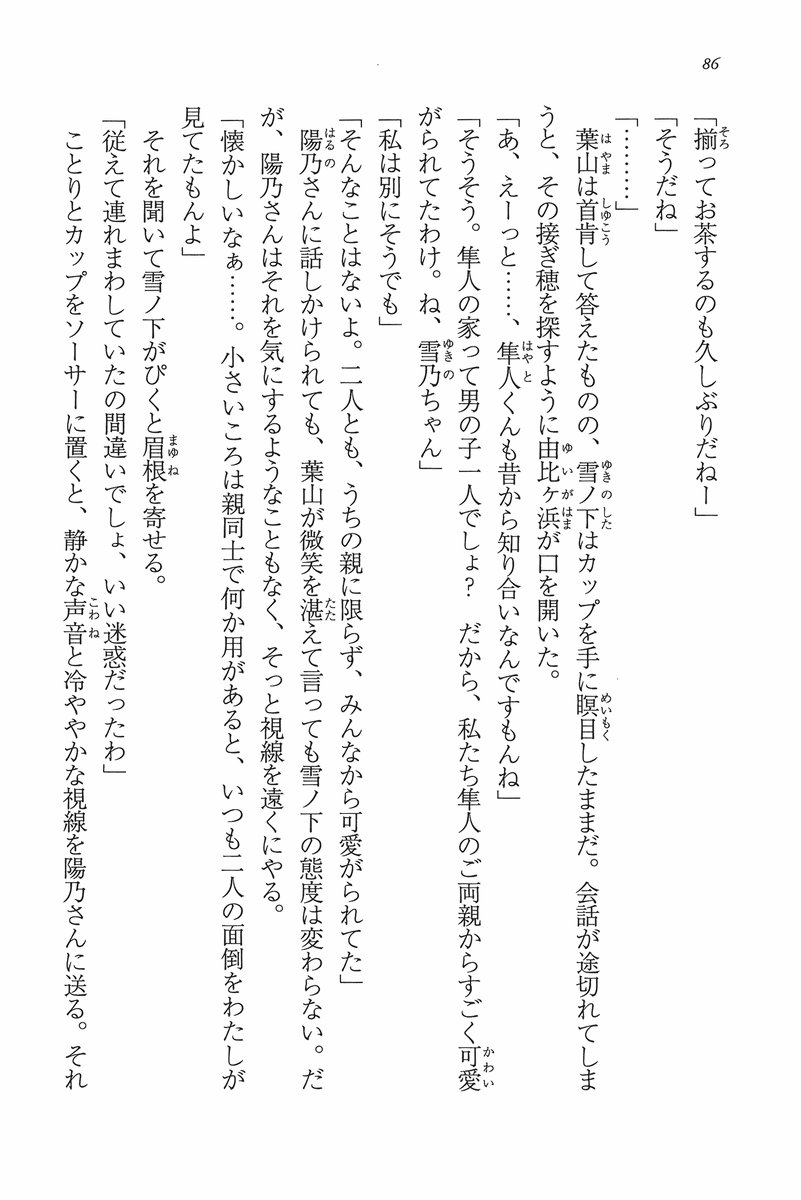 86
「揃ってお茶するのも久しぶりだねー」
「そうだね」
「………」
葉山は首肯して答えたものの、雪ノ下はカップを手に瞑目したままだ。会話が途切れてしま
うと、その接ぎ穂を探すように由比ヶ浜が口を開いた。
「あ、えーっと……、隼人くんも昔から知り合いなんですもんね」
「そうそう。隼人の家って男の子一人でしょ？　だから、私たち隼人のご両親からすごく可愛
がられてたわけ。ね、雪乃ちゃん」
「私は別にそうでも」
「そんなことはないよ。二人とも、うちの親に限らず、みんなから可愛がられてた」
陽乃さんに話しかけられても、葉山が微笑を湛えて言っても雪ノ下の態度は変わらない。だ
が、陽乃さんはそれを気にするようなこともなく、そっと視線を遠くにやる。
「懐かしいなぁ……。小さいころは親同士で何か用があると、いつも二人の面倒をわたしが
見てたもんよ」
それを聞いて雪ノ下がぴくと眉根を寄せる。
「従えて連れまわしていたの間違いでしょ、いい迷惑だったわ」
ことりとカップをソーサーに置くと、静かな声音と冷ややかな視線を陽乃さんに送る。それ